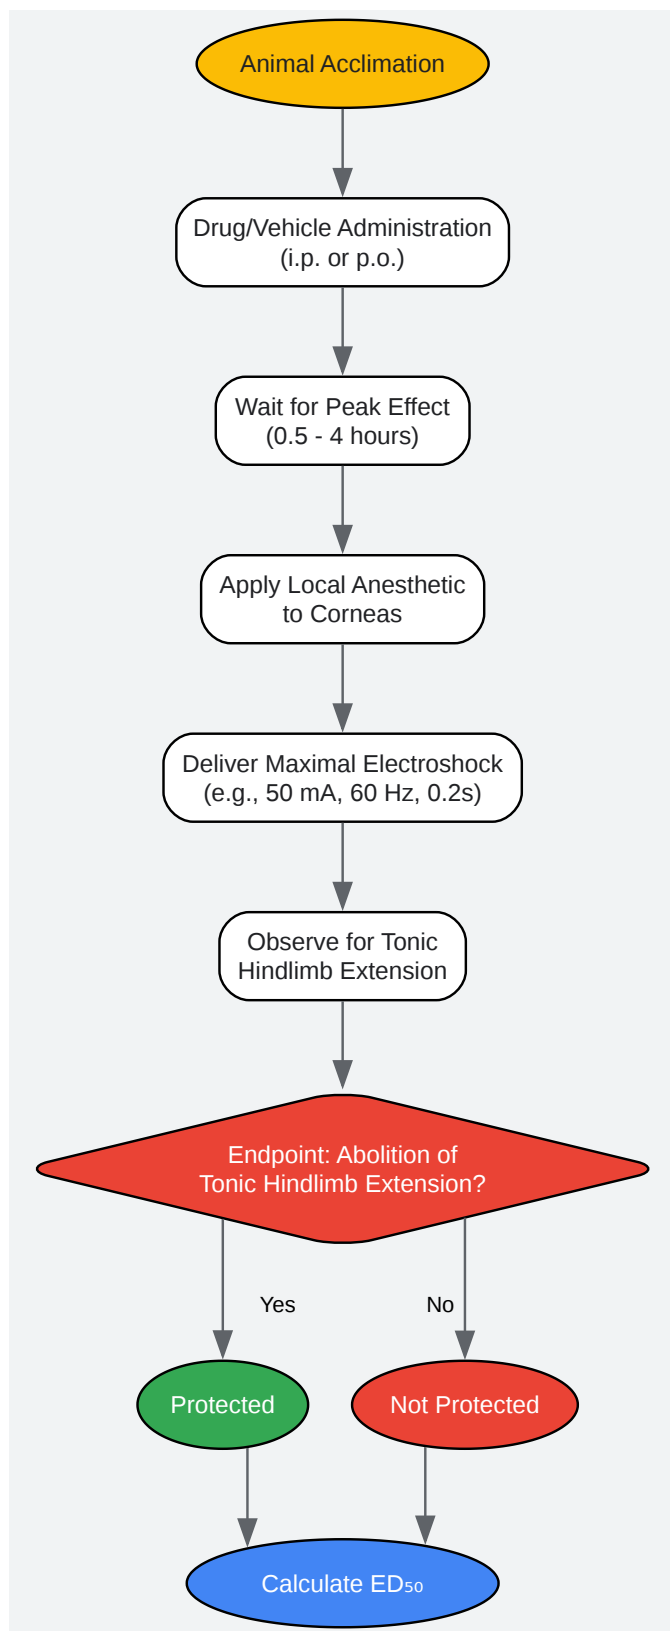 Animal Acclimation
Drug/Vehicle Administration
(i.p. or p.o.)
Wait for Peak Effect
(0.5 - 4 hours)
Apply Local Anesthetic
to Corneas
Deliver Maximal Electroshock
(e.g., 50 mA, 60 Hz, 0.2s)
Observe for Tonic
Hindlimb Extension
Endpoint: Abolition of
Tonic Hindlimb Extension?
Yes
No
Protected
Not Protected
Calculate ED₅₀